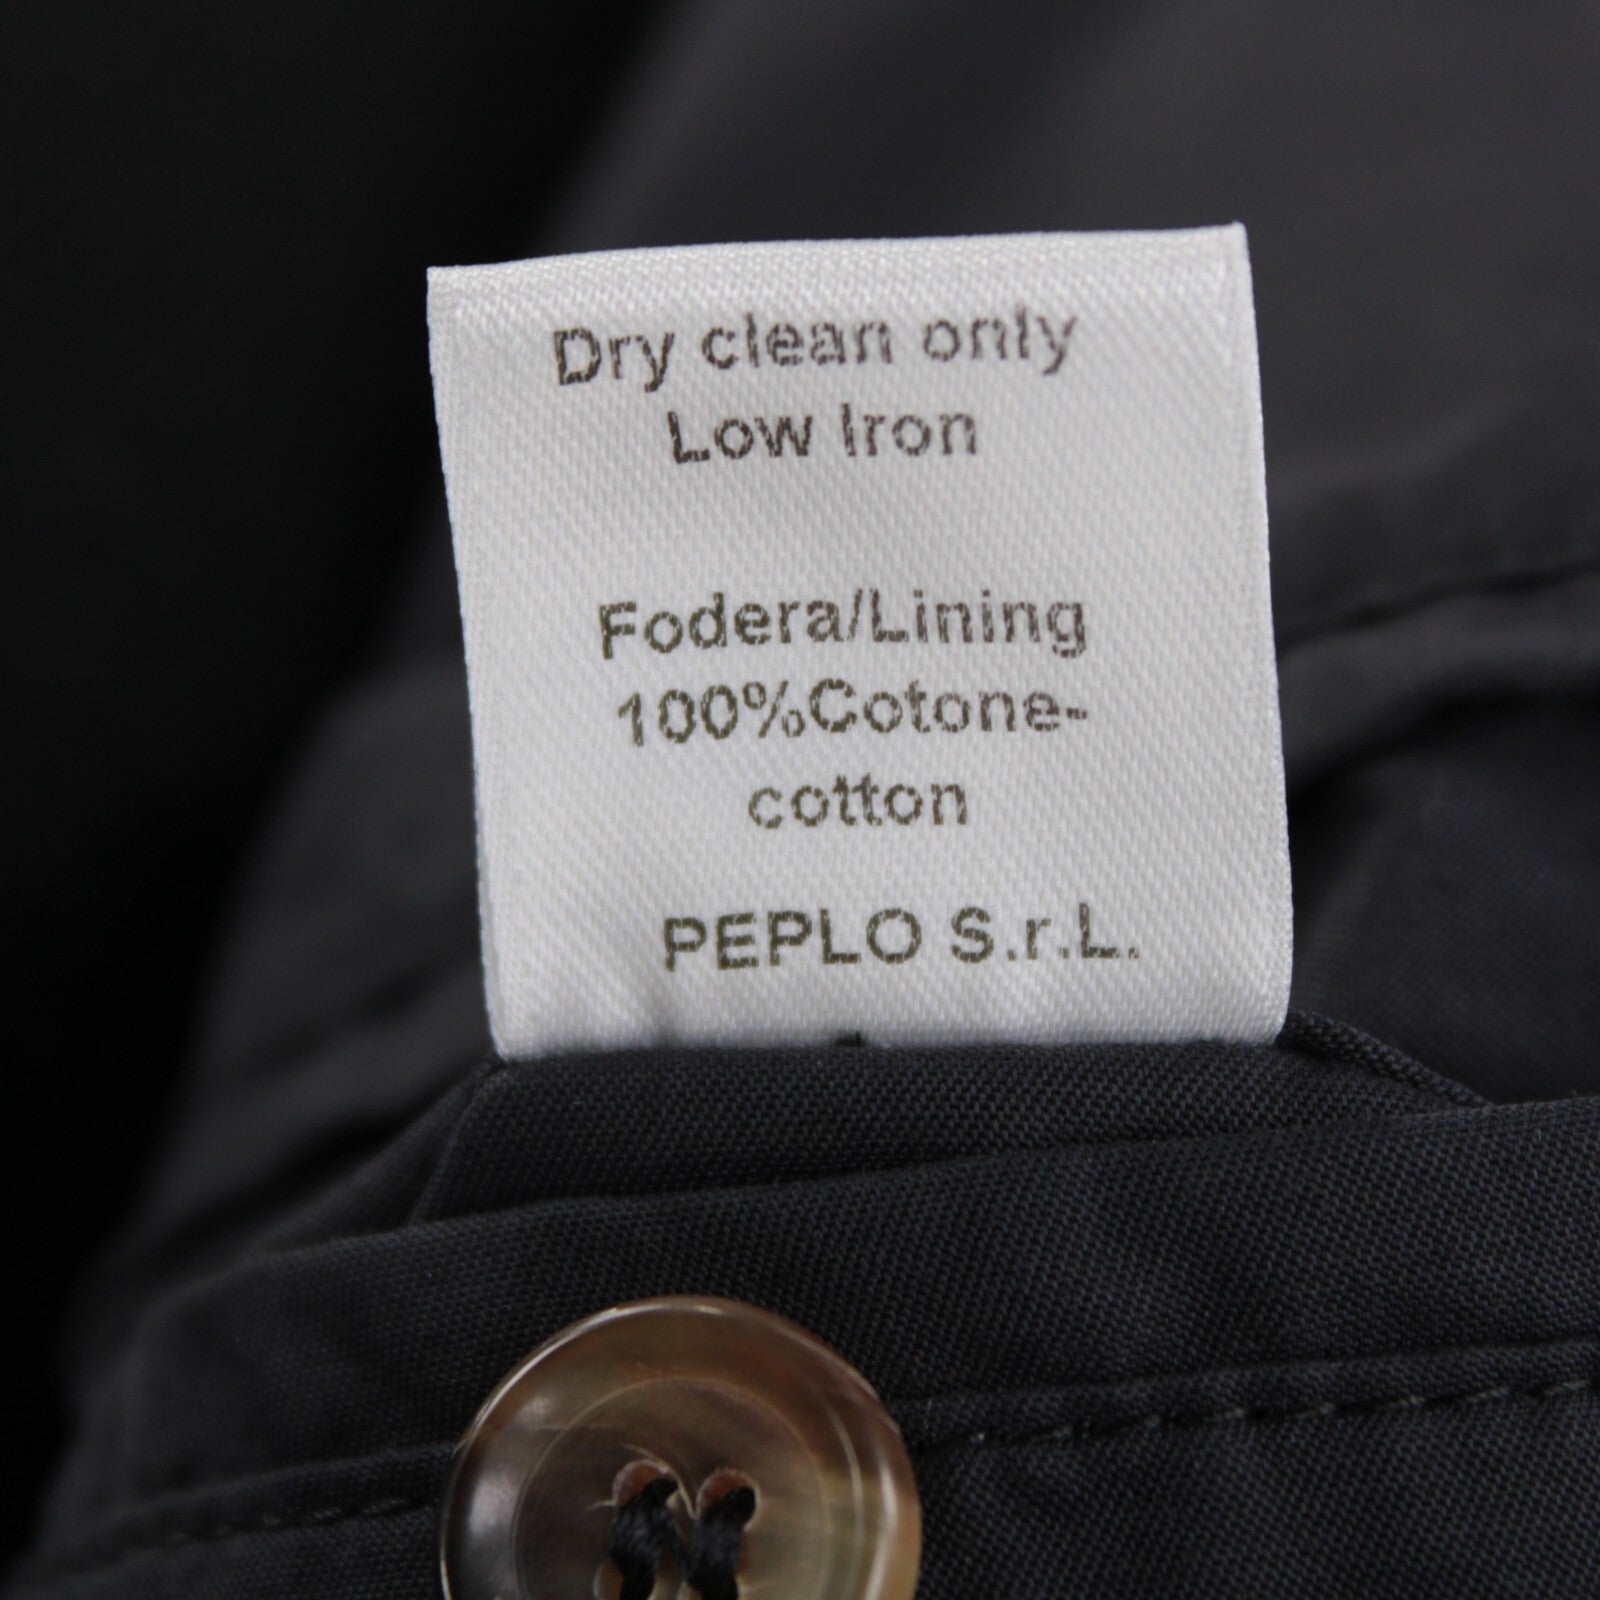 Dry clean only
Low Iron
Fodera/Lining
100%Cotone-
cotton
PEPLO S.r.L.